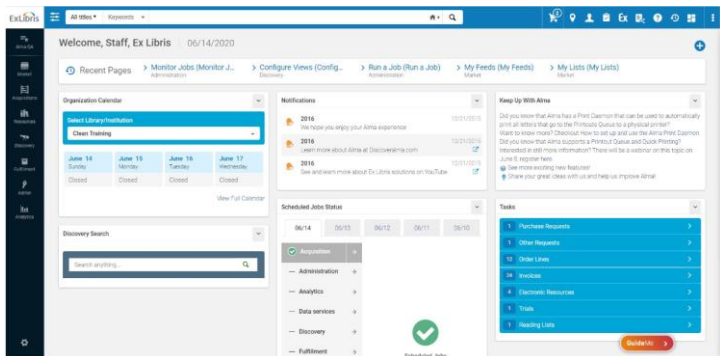 ExLibris
All titles
Keywords
Ex
Alma QA
Market
Acquisitions
Resources
Discovery
Fulfillment
Admin
Analytics
Welcome, Staff, Ex Libris 06/14/2020
Recent Pages
Monitor Jobs (Monitor J...
Administration
Configure Views (Config...
Discovery
Run a Job (Run a Job)
Administration
My Feeds (My Feeds)
Market
My Lists (My Lists)
Market
Organization Calendar
Select Library/Institution
Clean Training
June 14 June 15 June 16 June 17
Sunday Monday Tuesday Wednesday
Closed Closed Closed Closed
View Full Calendar
Discovery Search
Search anything...
Notifications
2016
We hope you enjoy your Alma experience
2016
Learn more about Alma at Discoveralma.com
2016
See and learn more about Ex Libris solutions on YouTube
Scheduled Jobs Status
06/14 06/13 06/12 06/11 06/10
Acquisition
Administration
Analytics
Data services
Discovery
Fulfillment
Scheduled Jobs
Keep Up With Alma
Did you know that Alma has a Print Daemon that can be used to automatically
print all letters that go to the Printouts Queue to a physical printer?
Want to know more? Checkout How to set up and use the Alma Print Daemon
Did you know that Alma supports a Printout Queue and Quick Printing?
Interested in still more information? There will be a webinar on this topic on
June 8, register here.
See more exciting new features!
Share your great ideas with us and help us improve Alma!
Tasks
1 Purchase Requests
1 Other Requests
Order Lines
Invoices
Electronic Resources
1 Trials
1 Reading Lists
GuideMe